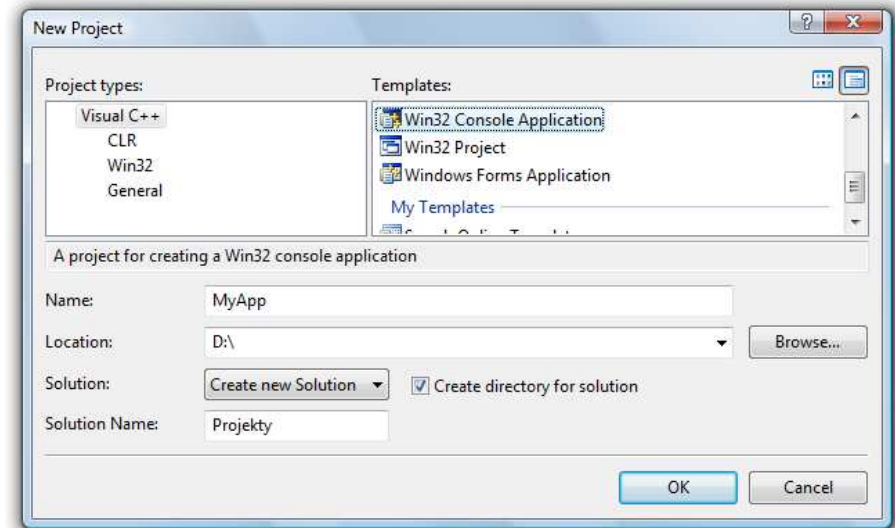 New Project
Project types:
Templates:
Visual C++
CLR
Win32
General
Win32 Console Application
Win32 Project
Windows Forms Application
My Templates
A project for creating a Win32 console application
Name: MyApp
Location: D:\ Browse...
Solution: Create new Solution Create directory for solution
Solution Name: Projekty
OK Cancel